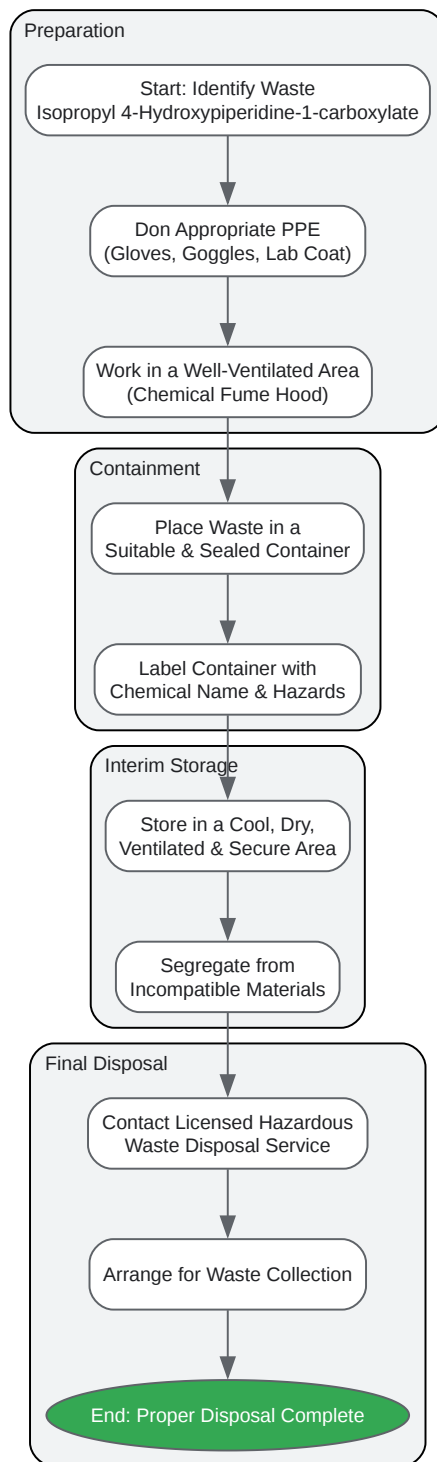 Preparation
Start: Identify Waste
Isopropyl 4-Hydroxypiperidine-1-carboxylate
Don Appropriate PPE
(Gloves, Goggles, Lab Coat)
Work in a Well-Ventilated Area
(Chemical Fume Hood)
Containment
Place Waste in a
Suitable & Sealed Container
Label Container with
Chemical Name & Hazards
Interim Storage
Store in a Cool, Dry,
Ventilated & Secure Area
Segregate from
Incompatible Materials
Final Disposal
Contact Licensed Hazardous
Waste Disposal Service
Arrange for Waste Collection
End: Proper Disposal Complete